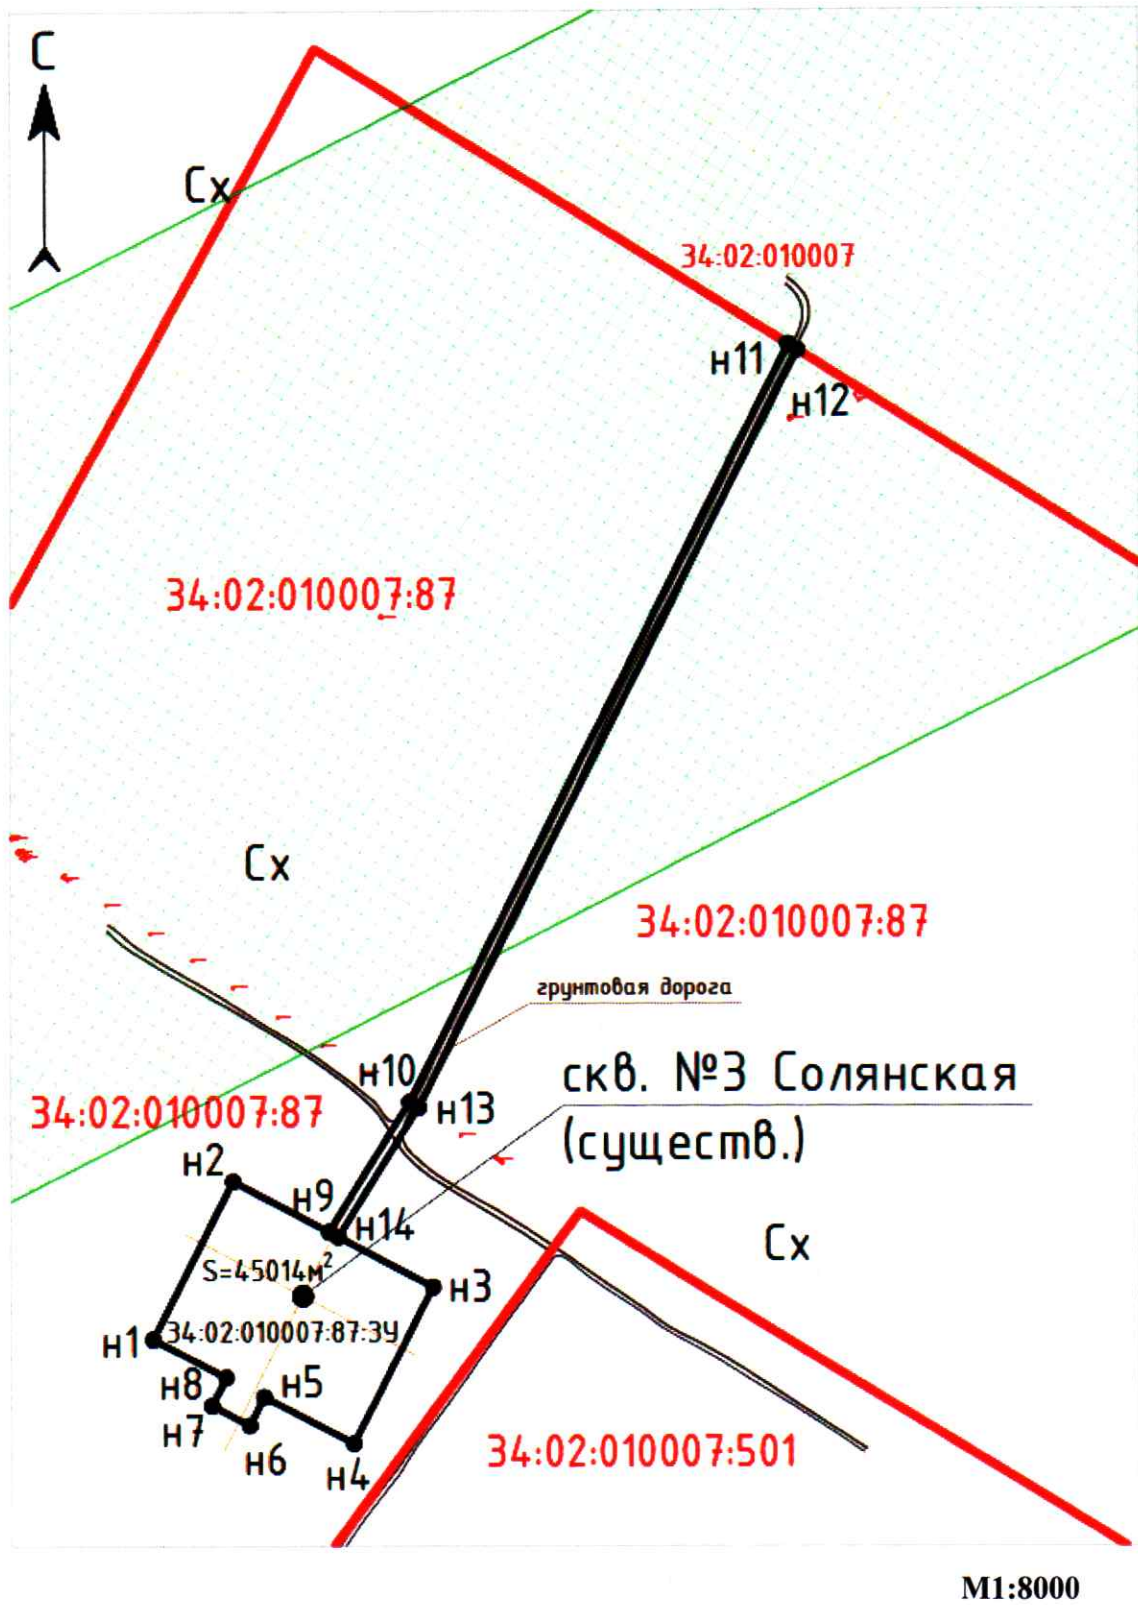 С
Сх
34:02:010007
н11
н12
34:02:010007:87
Сх
34:02:010007:87
грунтовая дорога
н10
н13
скв. №3 Солянская
(существ.)
34:02:010007:87
н2
н9
н14
Сх
S=45014м²
н3
н1
34:02:010007:87:ЗУ
н8
н5
н7
н6
н4
34:02:010007:501
М1:8000